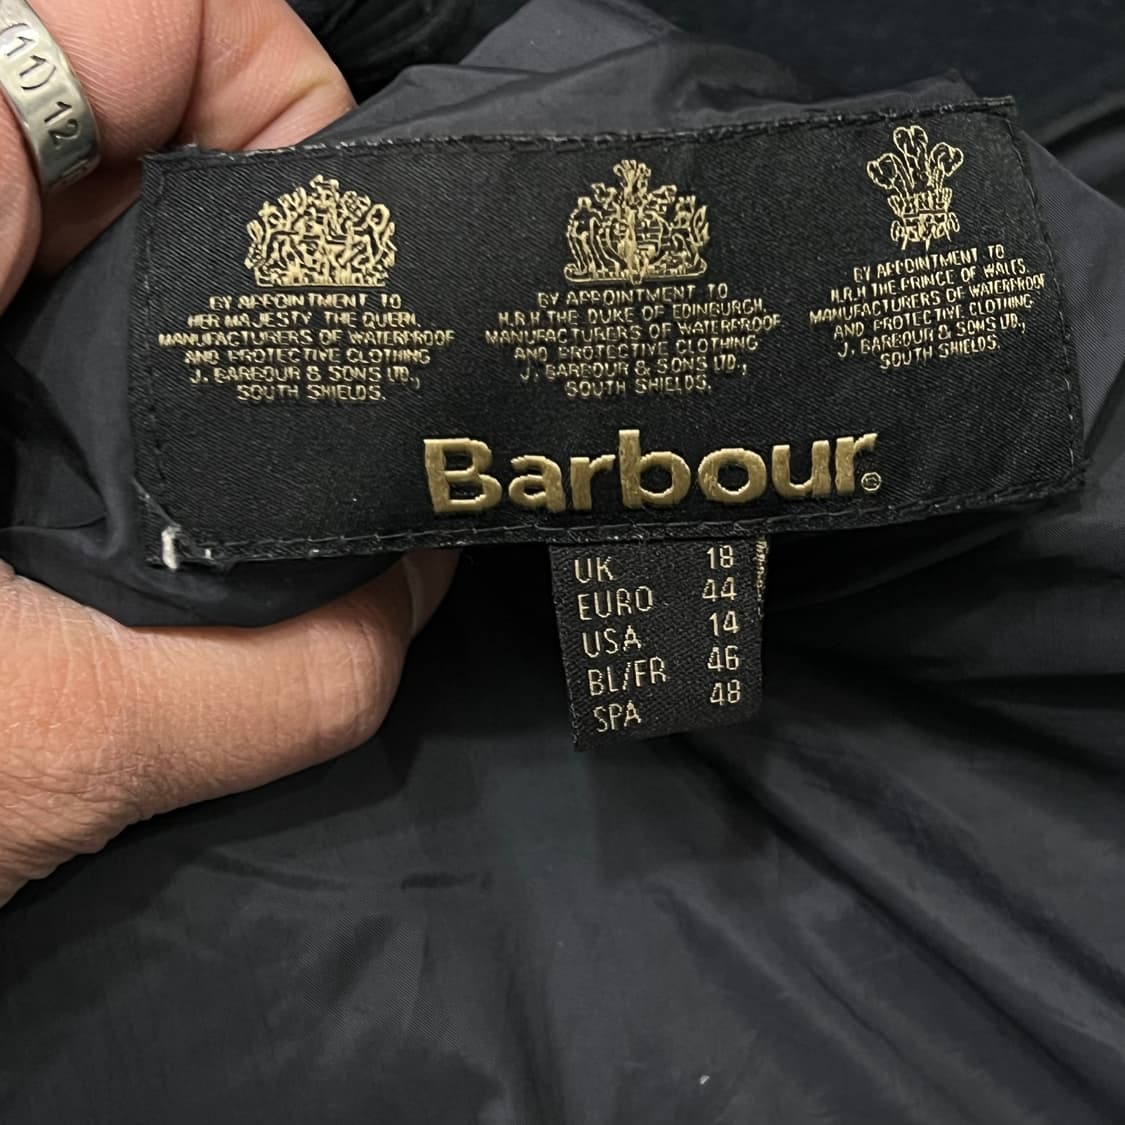 11) 12
BY APPOINTMENT TO
HER MAJESTY THE QUEEN,
MANUFACTURERS OF WATERPROOF
AND PROTECTIVE CLOTHING
J. BARBOUR & SONS LTD.,
SOUTH SHIELDS.
BY APPOINTMENT TO
H.R.H. THE DUKE OF EDINBURGH,
MANUFACTURERS OF WATERPROOF
AND PROTECTIVE CLOTHING
J. BARBOUR & SONS LTD.,
SOUTH SHIELDS.
BY APPOINTMENT TO
H.R.H THE PRINCE OF WALES.
MANUFACTURERS OF WATERPROOF
AND PROTECTIVE CLOTHING
J. BARBOUR & SONS LTD.,
SOUTH SHIELDS.
Barbour®
UK 18
EURO 44
USA 14
BL/FR 46
SPA 48